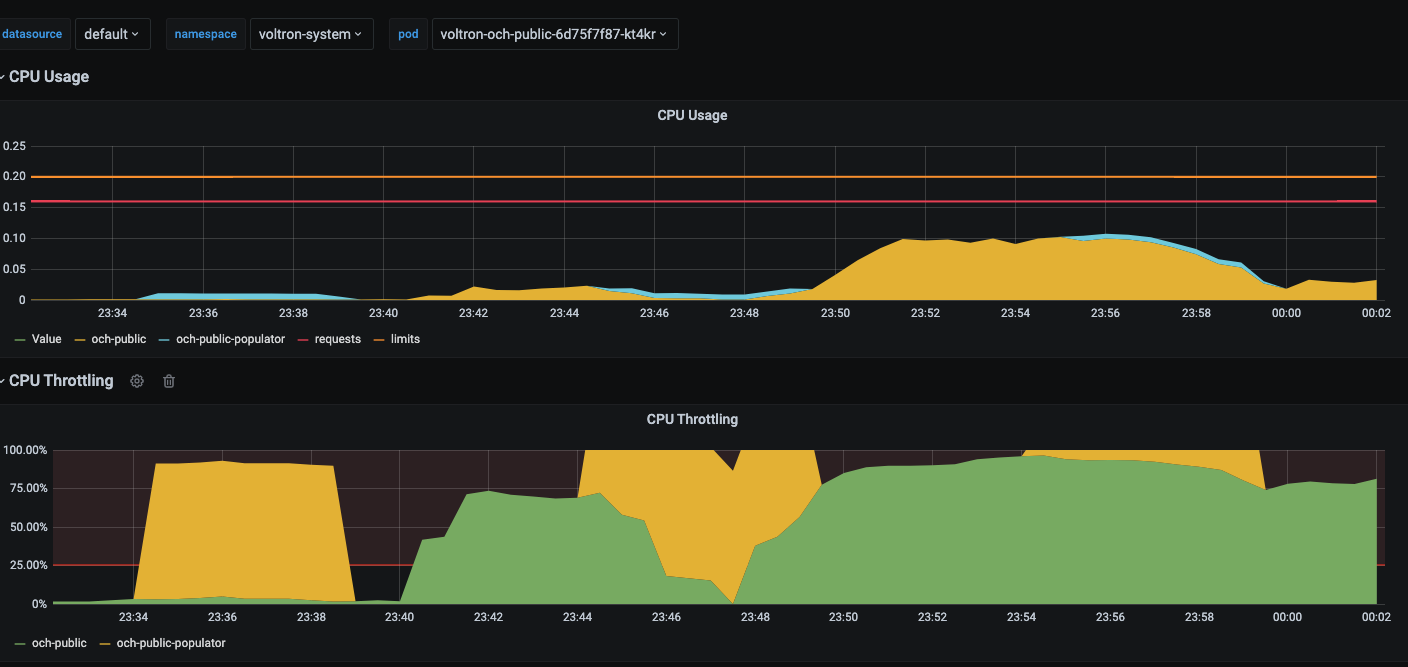 datasource default namespace voltron-system pod voltron-och-public-6d75f7f87-kt4kr
CPU Usage
CPU Usage
0.25
0.20
0.15
0.10
0.05
0
23:34 23:36 23:38 23:40 23:42 23:44 23:46 23:48 23:50 23:52 23:54 23:56 23:58 00:00 00:02
Value och-public och-public-populator requests limits
CPU Throttling
CPU Throttling
100.00%
75.00%
50.00%
25.00%
0%
23:34 23:36 23:38 23:40 23:42 23:44 23:46 23:48 23:50 23:52 23:54 23:56 23:58 00:00 00:02
och-public och-public-populator